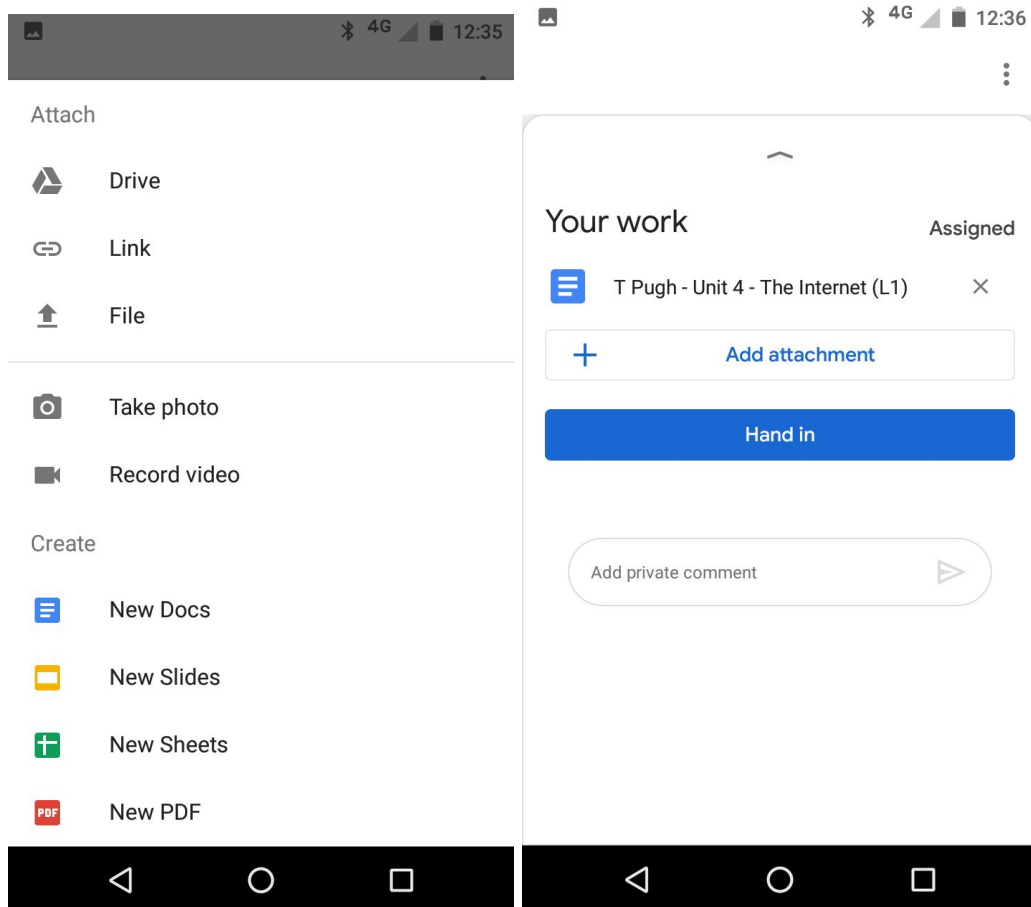 4G 12:35
Attach
Drive
Link
File
Take photo
Record video
Create
New Docs
New Slides
New Sheets
PDF New PDF
4G 12:36
Your work
Assigned
T Pugh - Unit 4 - The Internet (L1)
Add attachment
Hand in
Add private comment